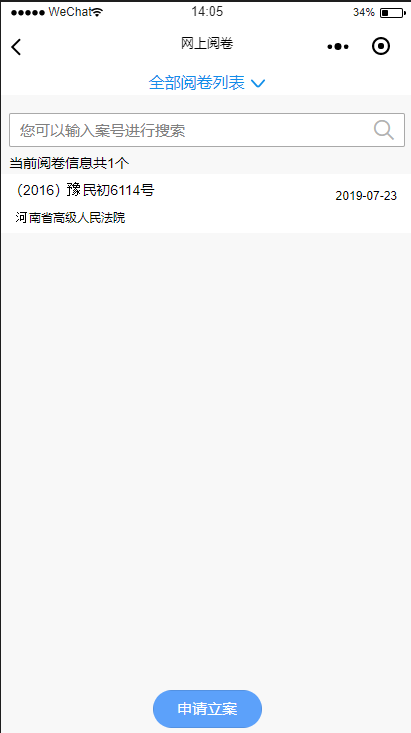 ●●●●● WeChat 14:05 34%
网上阅卷
全部阅卷列表
您可以输入案号进行搜索
当前阅卷信息共1个
（2016）豫民初6114号 2019-07-23
河南省高级人民法院
申请立案